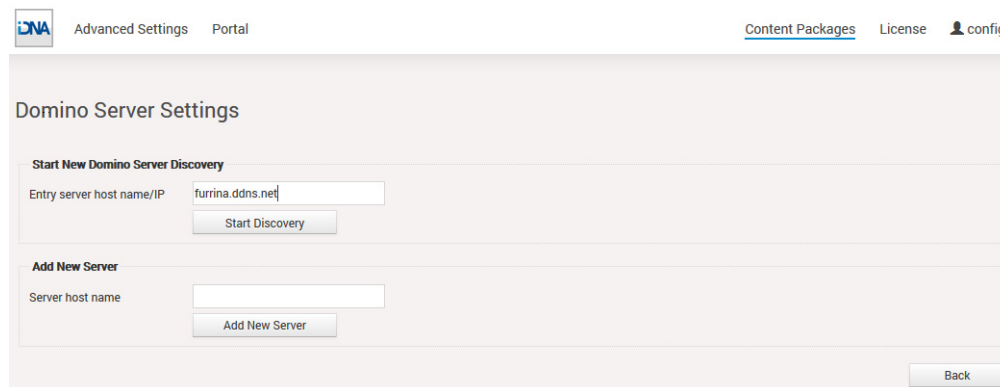 iDNA Advanced Settings Portal Content Packages License config
Domino Server Settings
Start New Domino Server Discovery
Entry server host name/IP furrina.ddns.net
Start Discovery
Add New Server
Server host name
Add New Server
Back